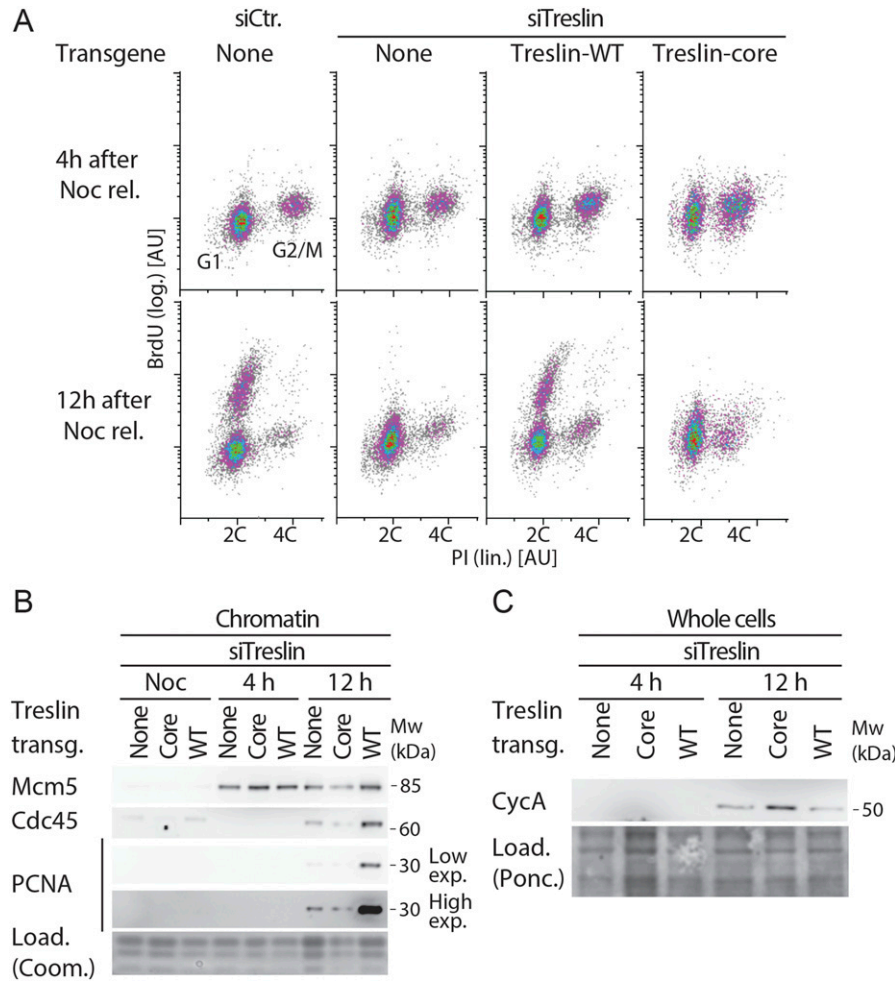 A
siCtr.
siTreslin
Transgene
None
None
Treslin-WT
Treslin-core
4h after
Noc rel.
G1
G2/M
BrdU (log.) [AU]
12h after
Noc rel.
2C 4C 2C 4C 2C 4C 2C 4C
PI (lin.) [AU]
B
Chromatin
siTreslin
Noc 4 h 12 h
Treslin
transg.
None Core WT None Core WT None Core WT
Mw
(kDa)
Mcm5
-85
Cdc45
60
PCNA
-30 Low
exp.
-30 High
exp.
Load.
(Coom.)
C
Whole cells
siTreslin
4 h 12 h
Treslin
transg.
None Core WT None Core WT
Mw
(kDa)
CycA
-50
Load.
(Ponc.)